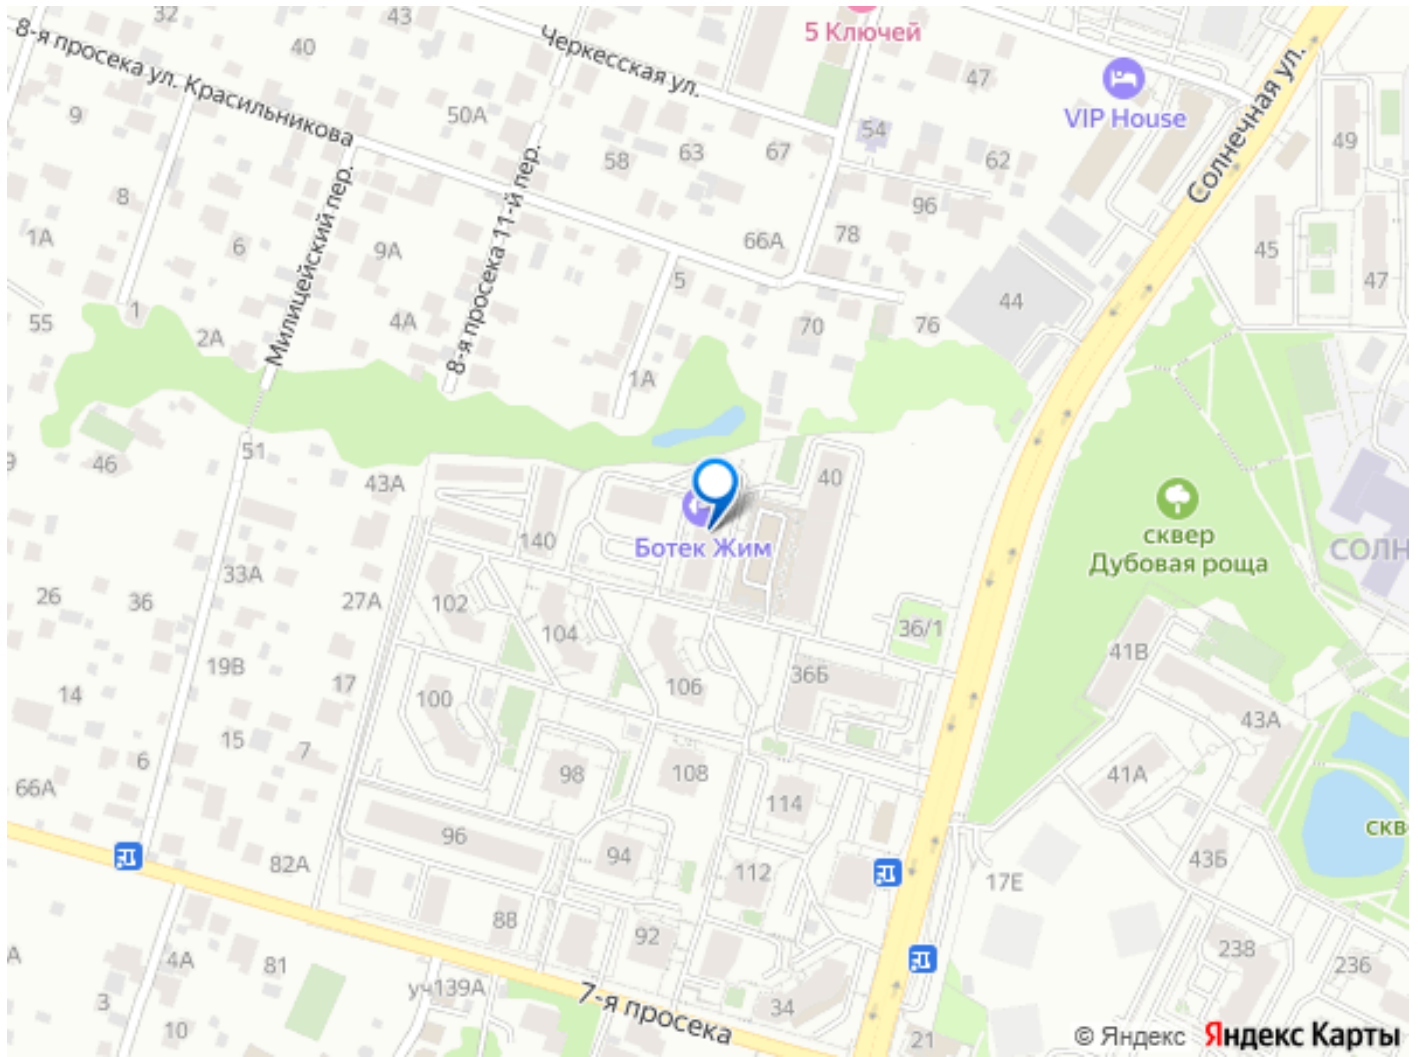 32
43
5 Ключей
8-я просека ул. Красильникова
40
Черкесская ул.
47
VIP House
Солнечная ул.
9
50А
58
63
67
54
62
49
8
96
1А
6
9А
Милицейский пер.
8-я просека 11-й пер.
66А
78
45
47
5
44
1
55
2А
4А
70
76
1А
51
46
9
43А
40
сквер
Дубовая роща
140
Ботек Жим
СОЛН
33А
26
36
27А
102
104
36/1
41В
19В
14
17
106
36Б
100
43А
15
7
6
98
108
41А
66А
114
СКВ
96
94
43Б
82А
112
17Е
88
92
А
4А
81
238
236
уч139А
3
7-я просека
34
10
21
© Яндекс Яндекс Карты